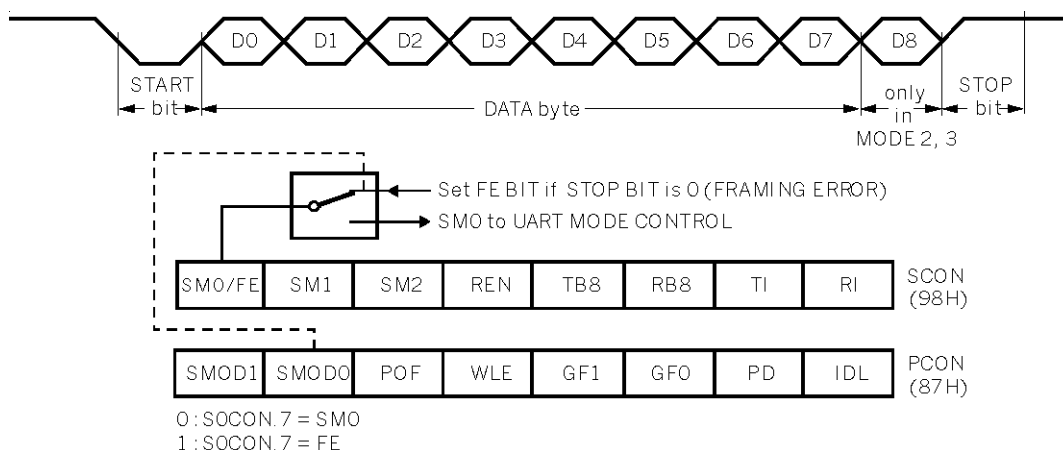 D0 D1 D2 D3 D4 D5 D6 D7 D8
START
bit
DATA byte
only
in
MODE 2, 3
STOP
bit
Set FE BIT if STOP BIT is 0 (FRAMING ERROR)
SM0 to UART MODE CONTROL
SM0/FE SM1 SM2 REN TB8 RB8 TI RI
SCON
(98H)
SMOD1 SMOD0 POF WLE GF1 GF0 PD IDL
PCON
(87H)
0 : S0CON.7 = SM0
1 : S0CON.7 = FE